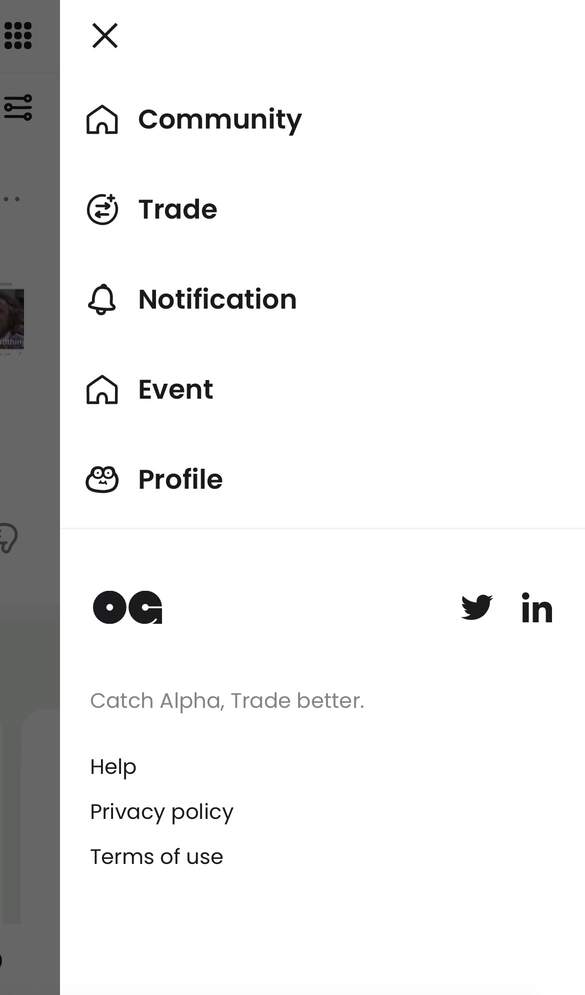 Community
Trade
Notification
Event
Profile
OG
in
Catch Alpha, Trade better.
Help
Privacy policy
Terms of use